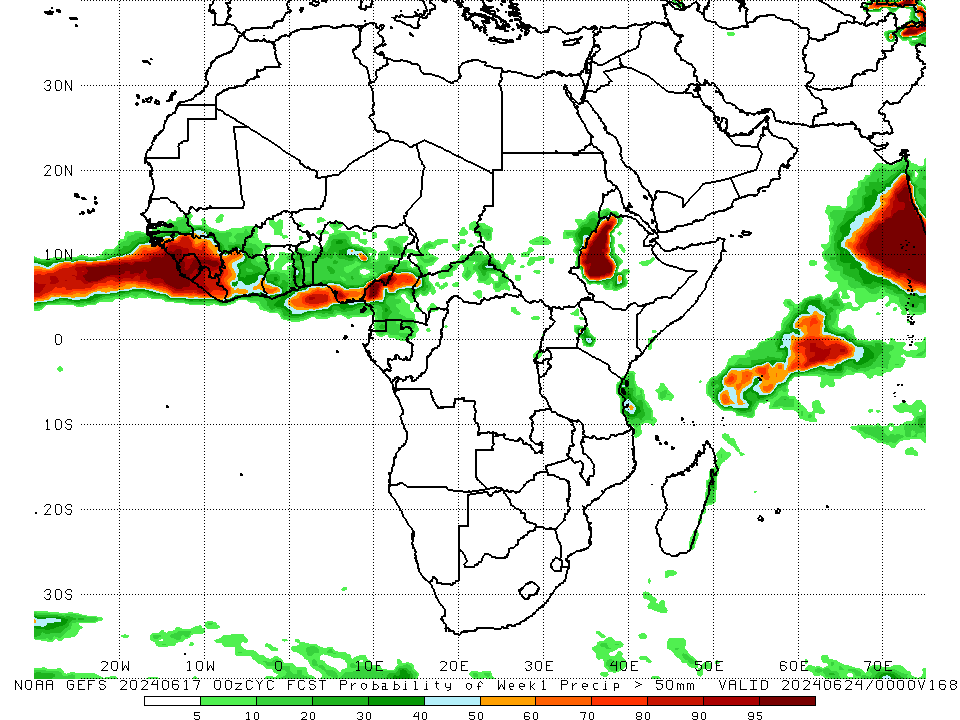 30N
20N
10N
0
10S
20S
30S
20W 10W 0 10E 20E 30E 40E 50E 60E 70E
NOAA GEFS 20240617 00zCYC FCST Probability of Week1 Precip > 50mm VALID 20240624/0000V168
5 10 20 30 40 50 60 70 80 90 95